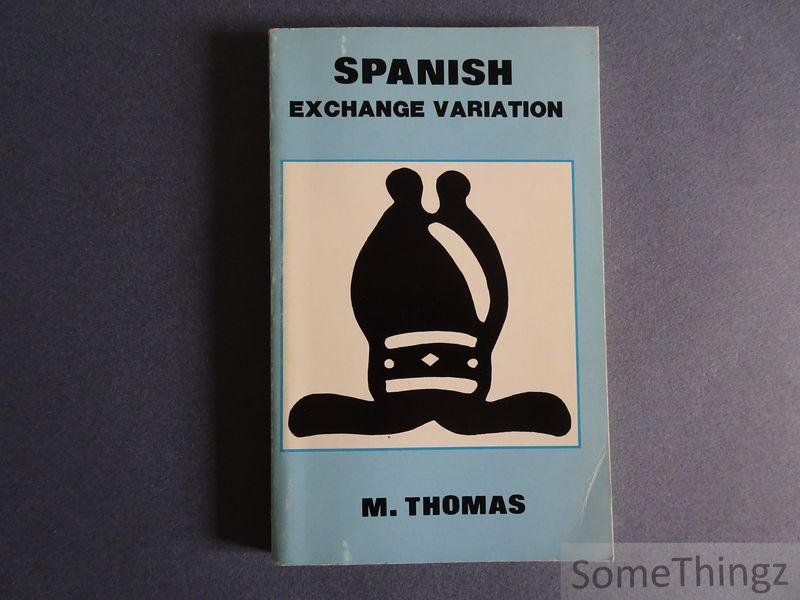 SPANISH
EXCHANGE VARIATION
M. THOMAS
SomeThingz